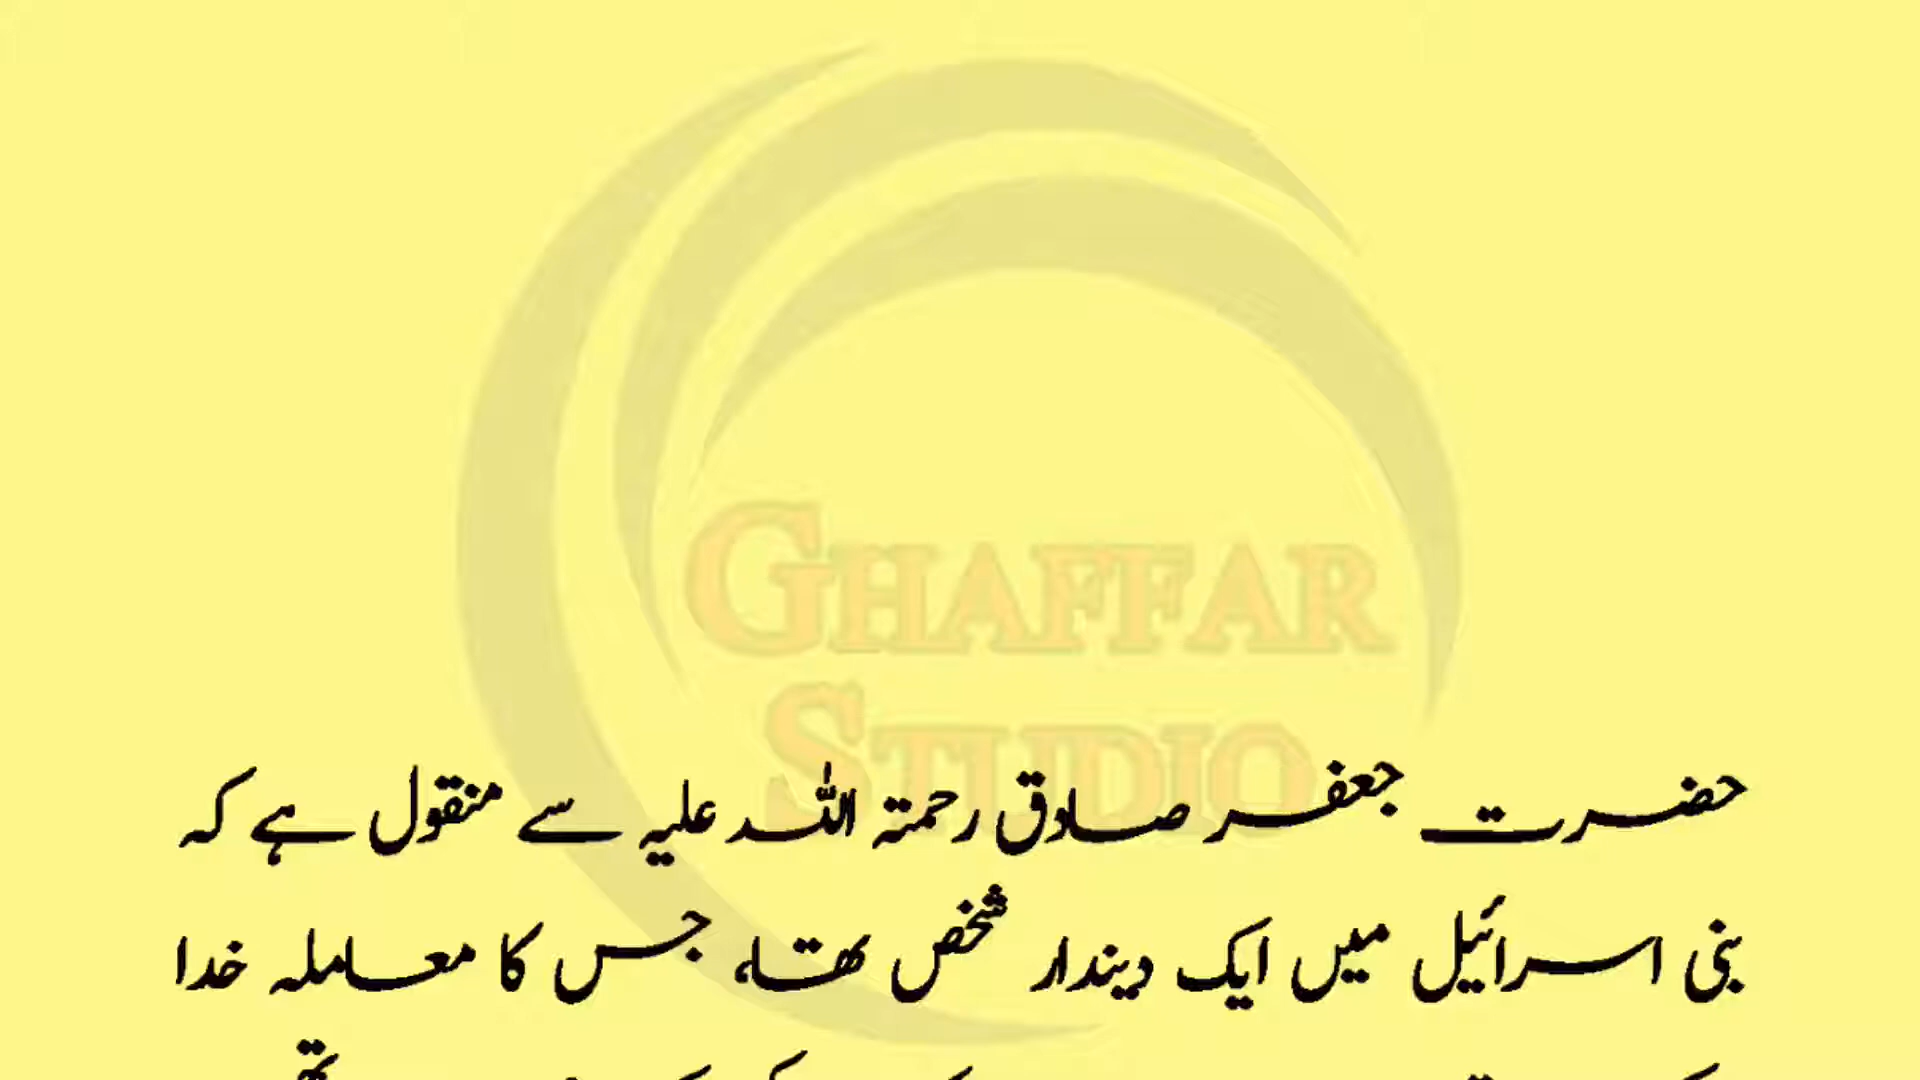 GHAFFAR
STUDIO
حضرت جعفر صادق رحمتہ اللہ علیہ سے منقول ہے کہ
بنی اسرائیل میں ایک دیندار شخص تھا، جس کا معاملہ خدا